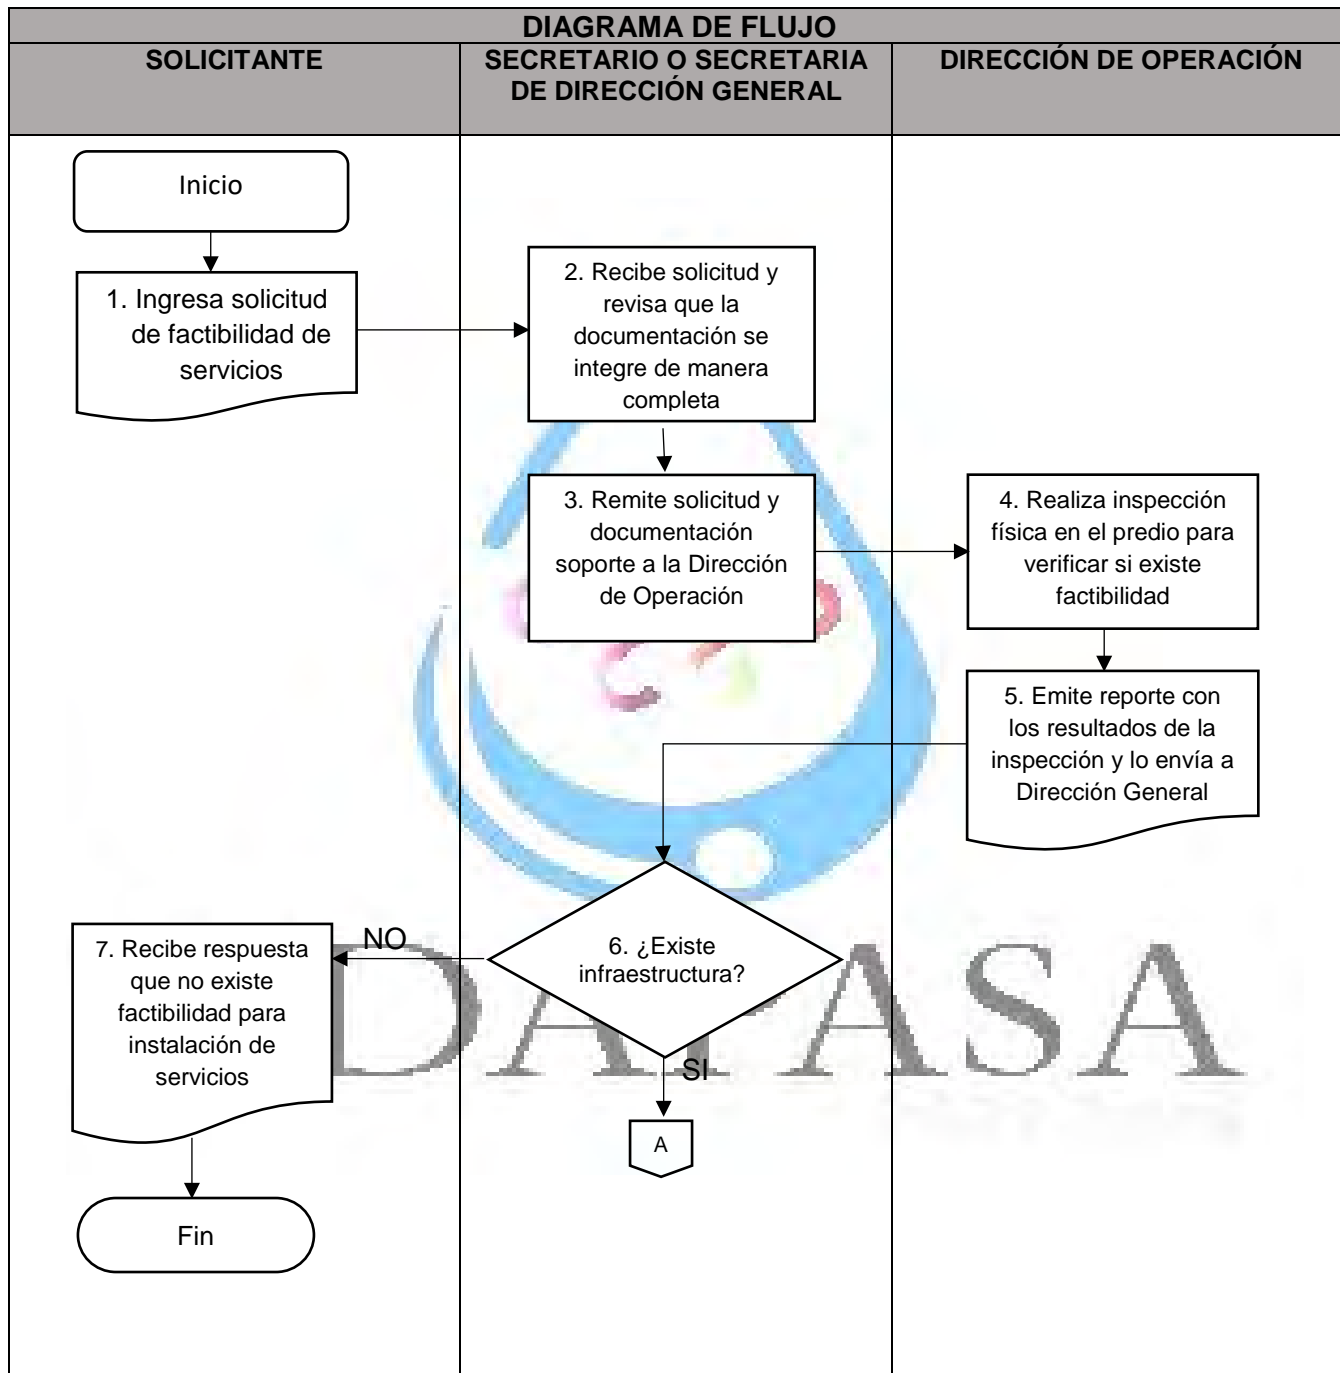 DIAGRAMA DE FLUJO
SOLICITANTE
SECRETARIO O SECRETARIA
DE DIRECCIÓN GENERAL
DIRECCIÓN DE OPERACIÓN
Inicio
1. Ingresa solicitud
de factibilidad de
servicios
2. Recibe solicitud y
revisa que la
documentación se
integre de manera
completa
3. Remite solicitud y
documentación
soporte a la Dirección
de Operación
4. Realiza inspección
física en el predio para
verificar si existe
factibilidad
5. Emite reporte con
los resultados de la
inspección y lo envía a
Dirección General
6. ¿Existe
infraestructura?
NO
7. Recibe respuesta
que no existe
factibilidad para
instalación de
servicios
SI
A
Fin